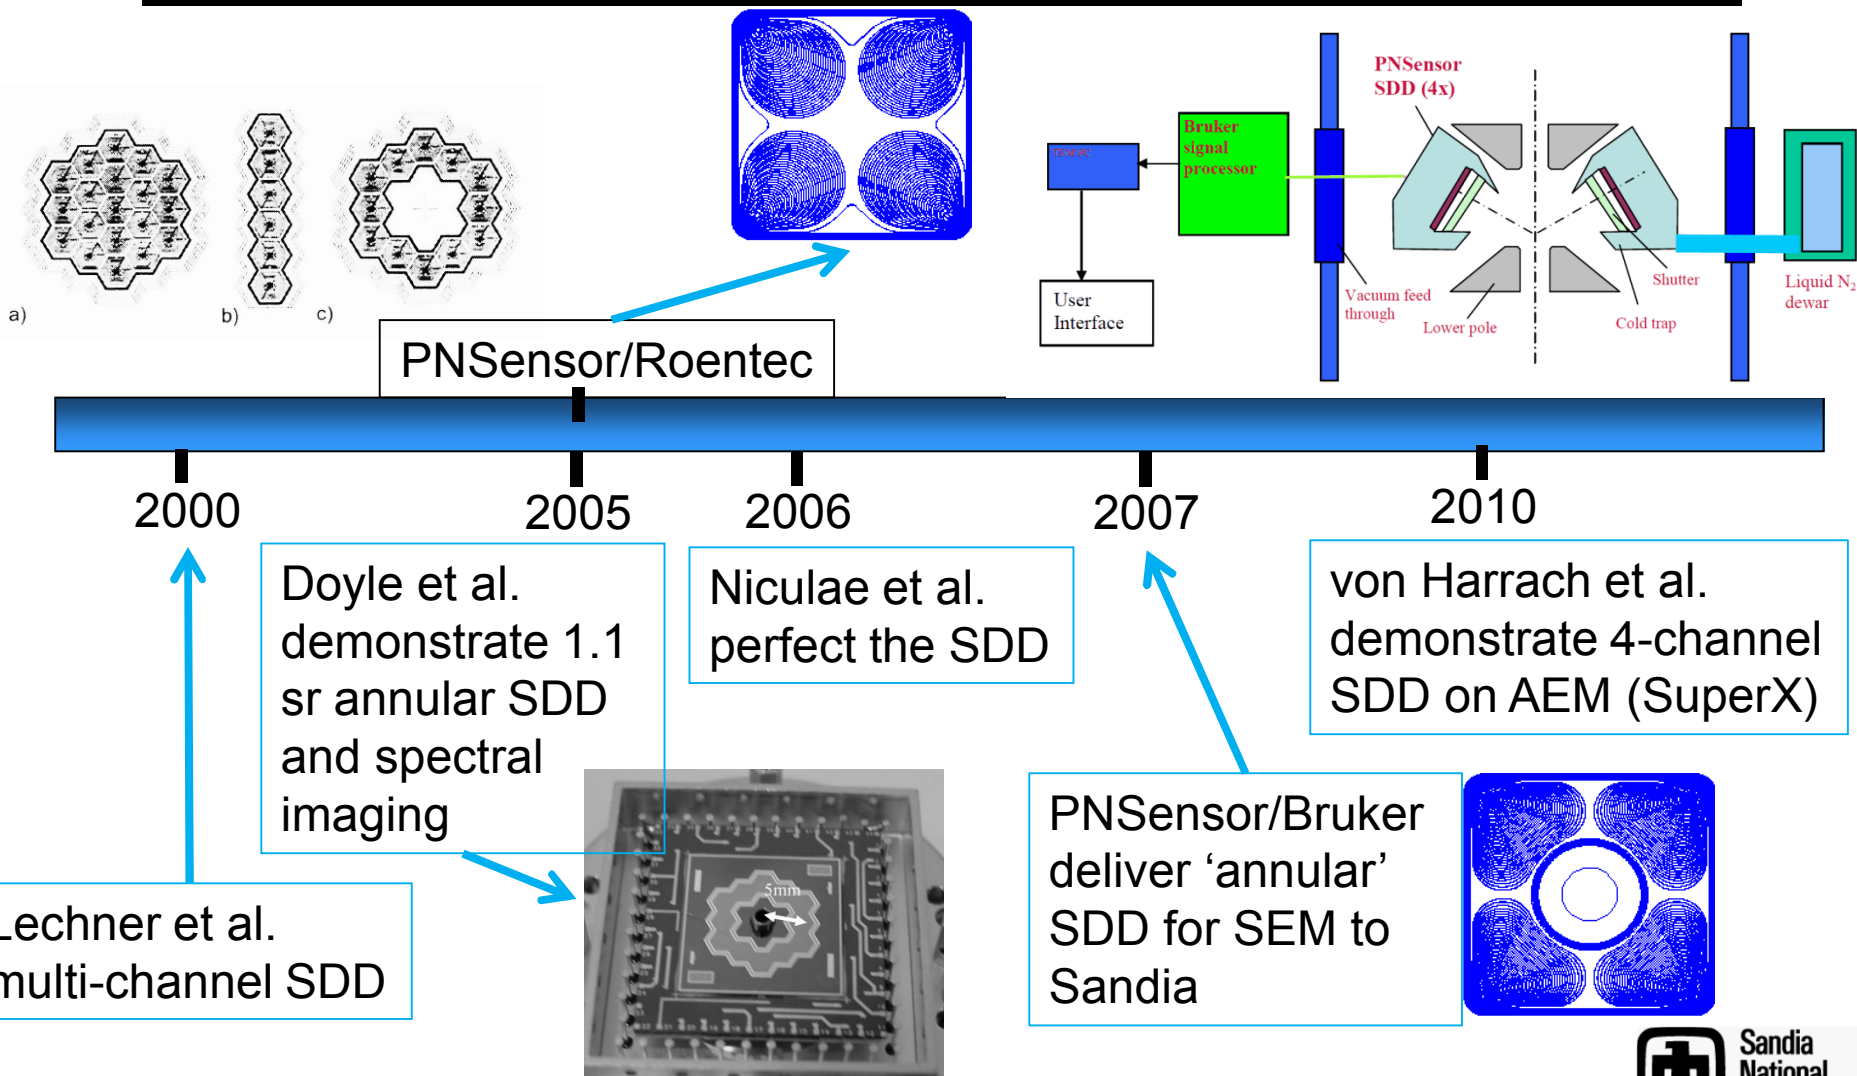 PNSensor
SDD (4x)
Bruker
signal
processor
User
Interface
Vacuum feed
through
Lower pole
Shutter
Cold trap
Liquid N2
dewar
a)
b)
c)
PNSensor/Roentec
2000
2005
2006
2007
2010
Doyle et al.
demonstrate 1.1
sr annular SDD
and spectral
imaging
Niculae et al.
perfect the SDD
von Harrach et al.
demonstrate 4-channel
SDD on AEM (SuperX)
Lechner et al.
multi-channel SDD
5mm
PNSensor/Bruker
deliver ‘annular’
SDD for SEM to
Sandia
Sandia
National